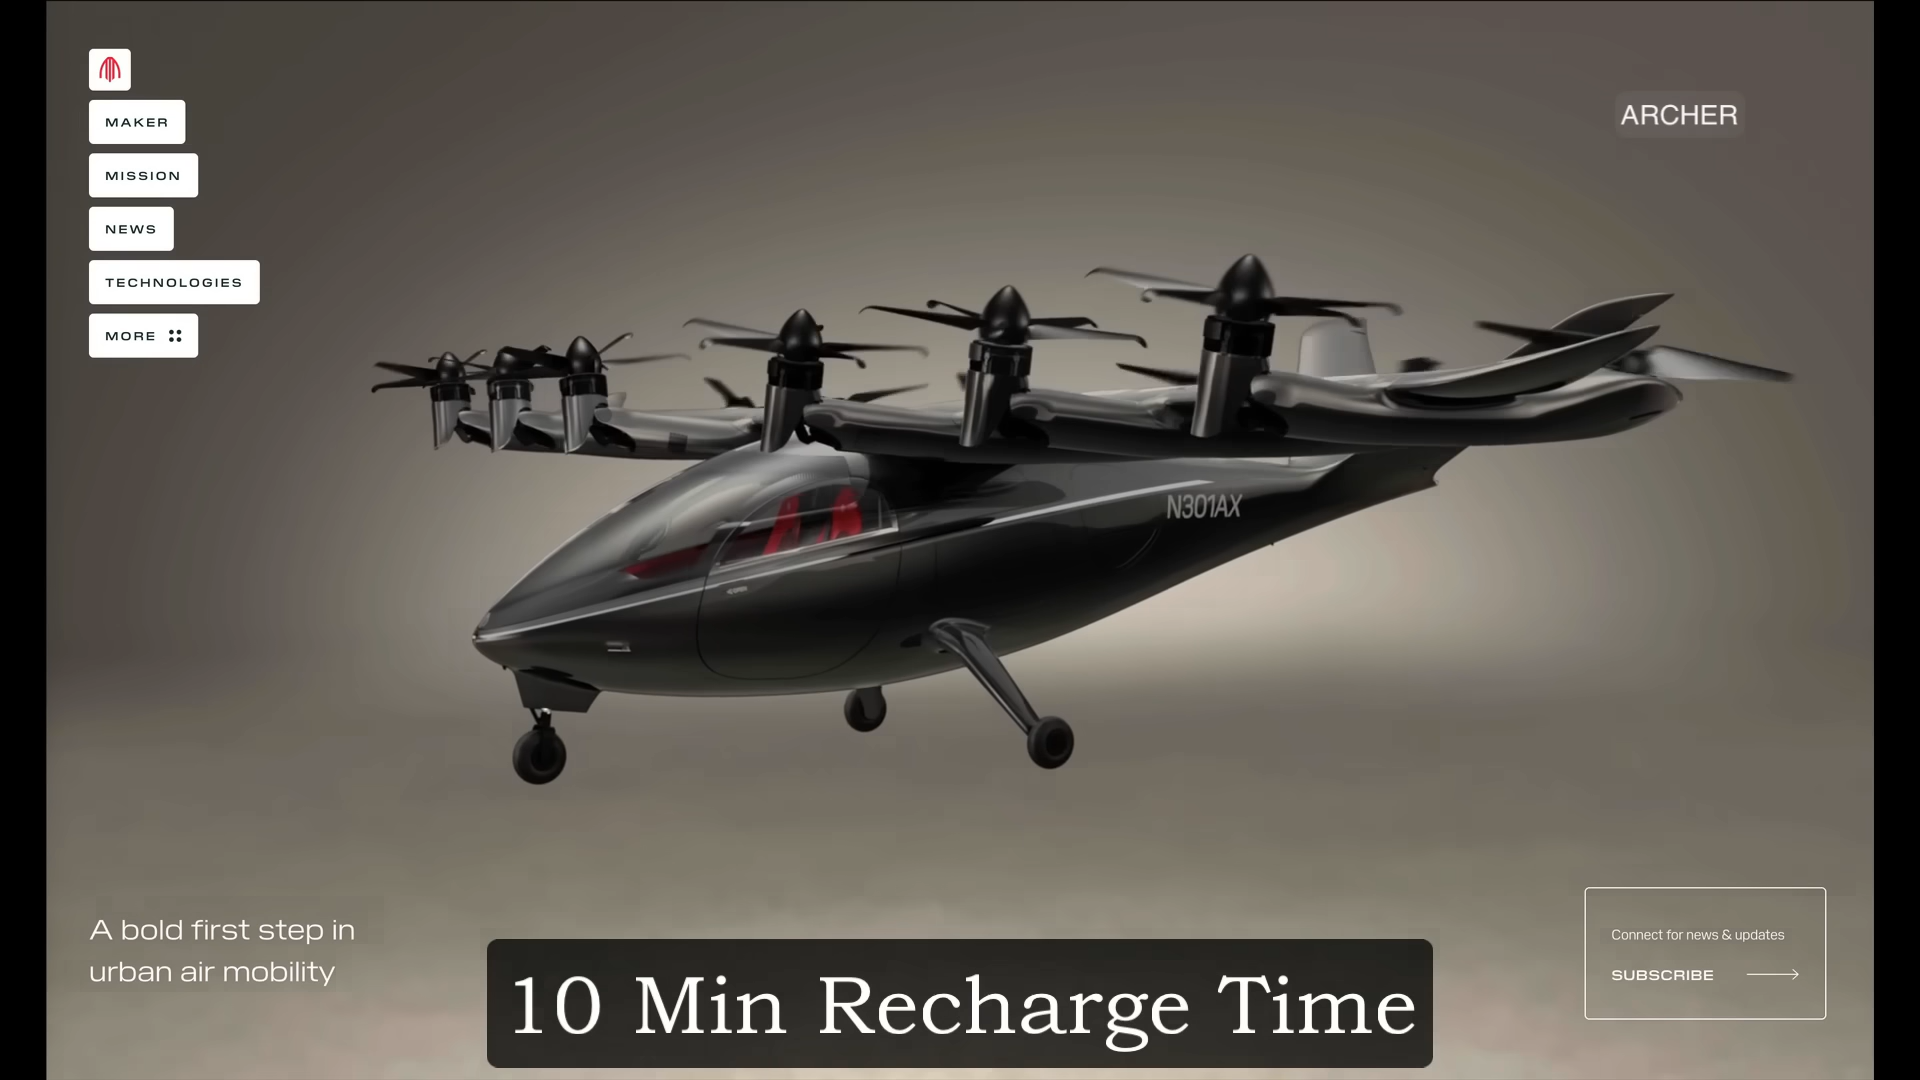 MAKER
MISSION
NEWS
TECHNOLOGIES
MORE
ARCHER
N301AX
A bold first step in
urban air mobility
10 Min Recharge Time
Connect for news & updates
SUBSCRIBE